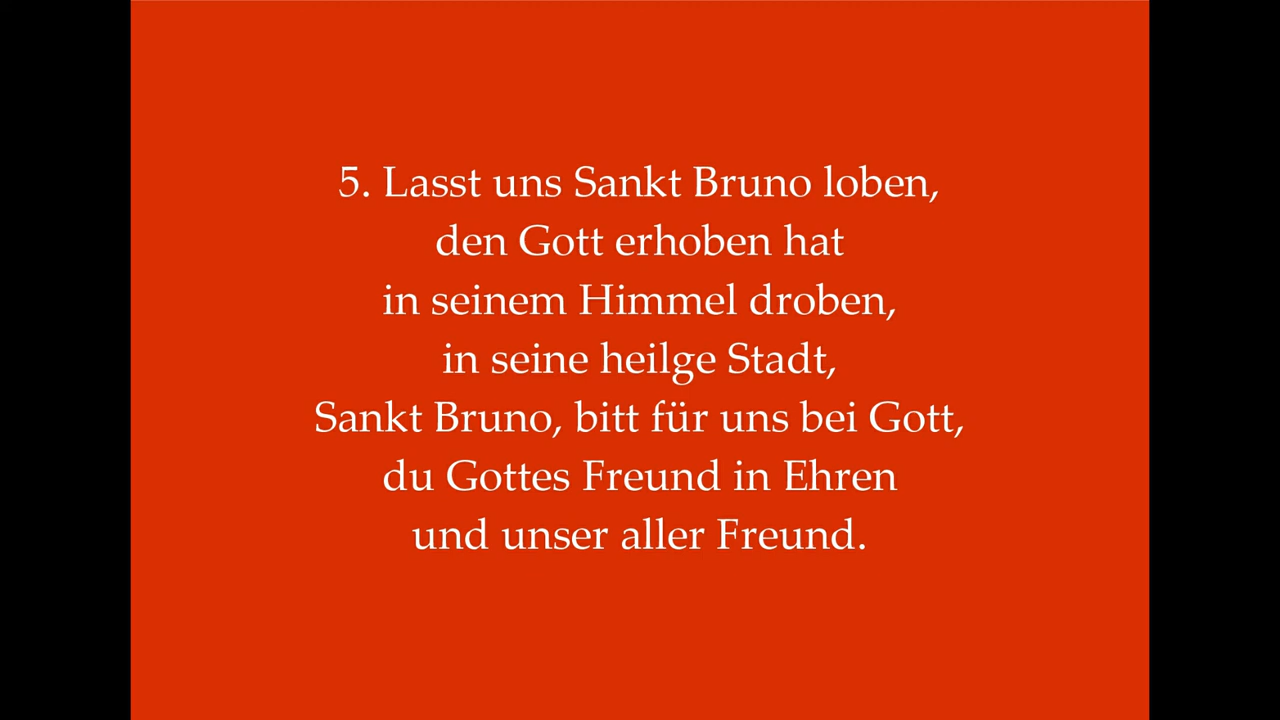 5. Lasst uns Sankt Bruno loben,
den Gott erhoben hat
in seinem Himmel droben,
in seine heilge Stadt,
Sankt Bruno, bitt für uns bei Gott,
du Gottes Freund in Ehren
und unser aller Freund.